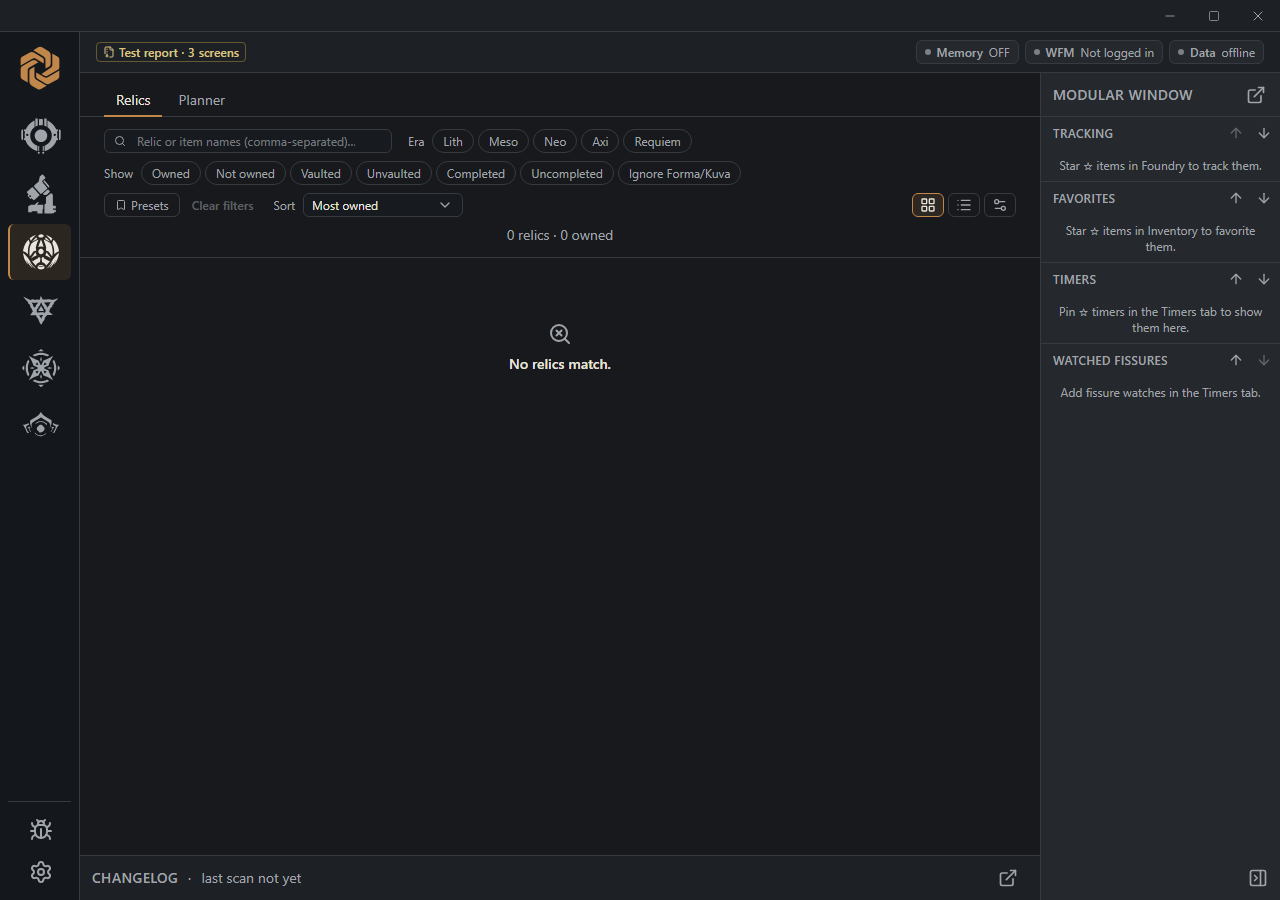 Test report · 3 screens
Memory OFF
WFM Not logged in
Data offline
Relics
Planner
Relic or item names (comma-separated)...
Era Lith Meso Neo Axi Requiem
Show Owned Not owned Vaulted Unvaulted Completed Uncompleted Ignore Forma/Kuva
Presets Clear filters Sort Most owned
0 relics · 0 owned
No relics match.
CHANGELOG · last scan not yet
MODULAR WINDOW
TRACKING
Star ☆ items in Foundry to track them.
FAVORITES
Star ☆ items in Inventory to favorite
them.
TIMERS
Pin ☆ timers in the Timers tab to show
them here.
WATCHED FISSURES
Add fissure watches in the Timers tab.